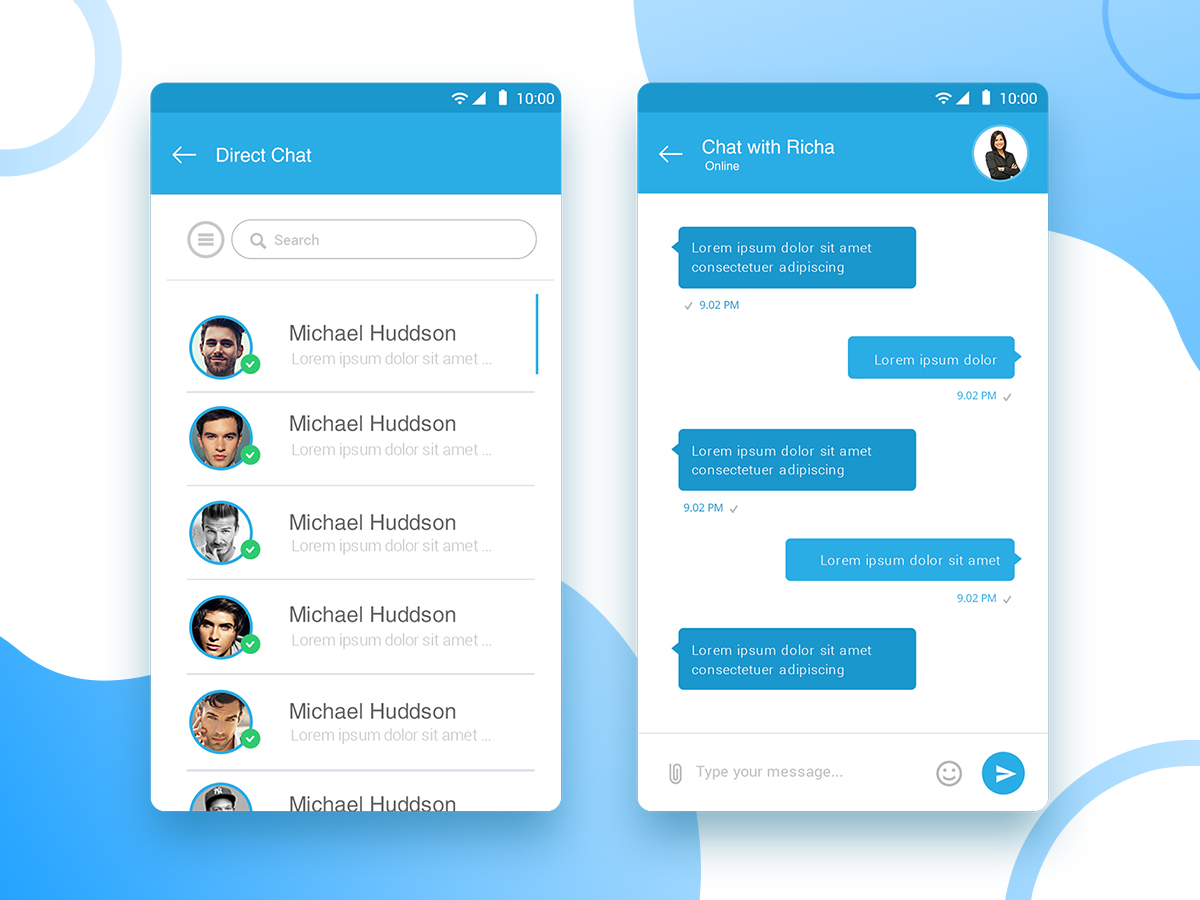 10:00
Direct Chat
Search
Michael Huddson
Lorem ipsum dolor sit amet ...
Michael Huddson
Lorem ipsum dolor sit amet ...
Michael Huddson
Lorem ipsum dolor sit amet ...
Michael Huddson
Lorem ipsum dolor sit amet ...
Michael Huddson
Lorem ipsum dolor sit amet ...
Michael Huddson
10:00
Chat with Richa
Online
Lorem ipsum dolor sit amet
consectetuer adipiscing
9.02 PM
Lorem ipsum dolor
9.02 PM
Lorem ipsum dolor sit amet
consectetuer adipiscing
9.02 PM
Lorem ipsum dolor sit amet
9.02 PM
Lorem ipsum dolor sit amet
consectetuer adipiscing
Type your message...